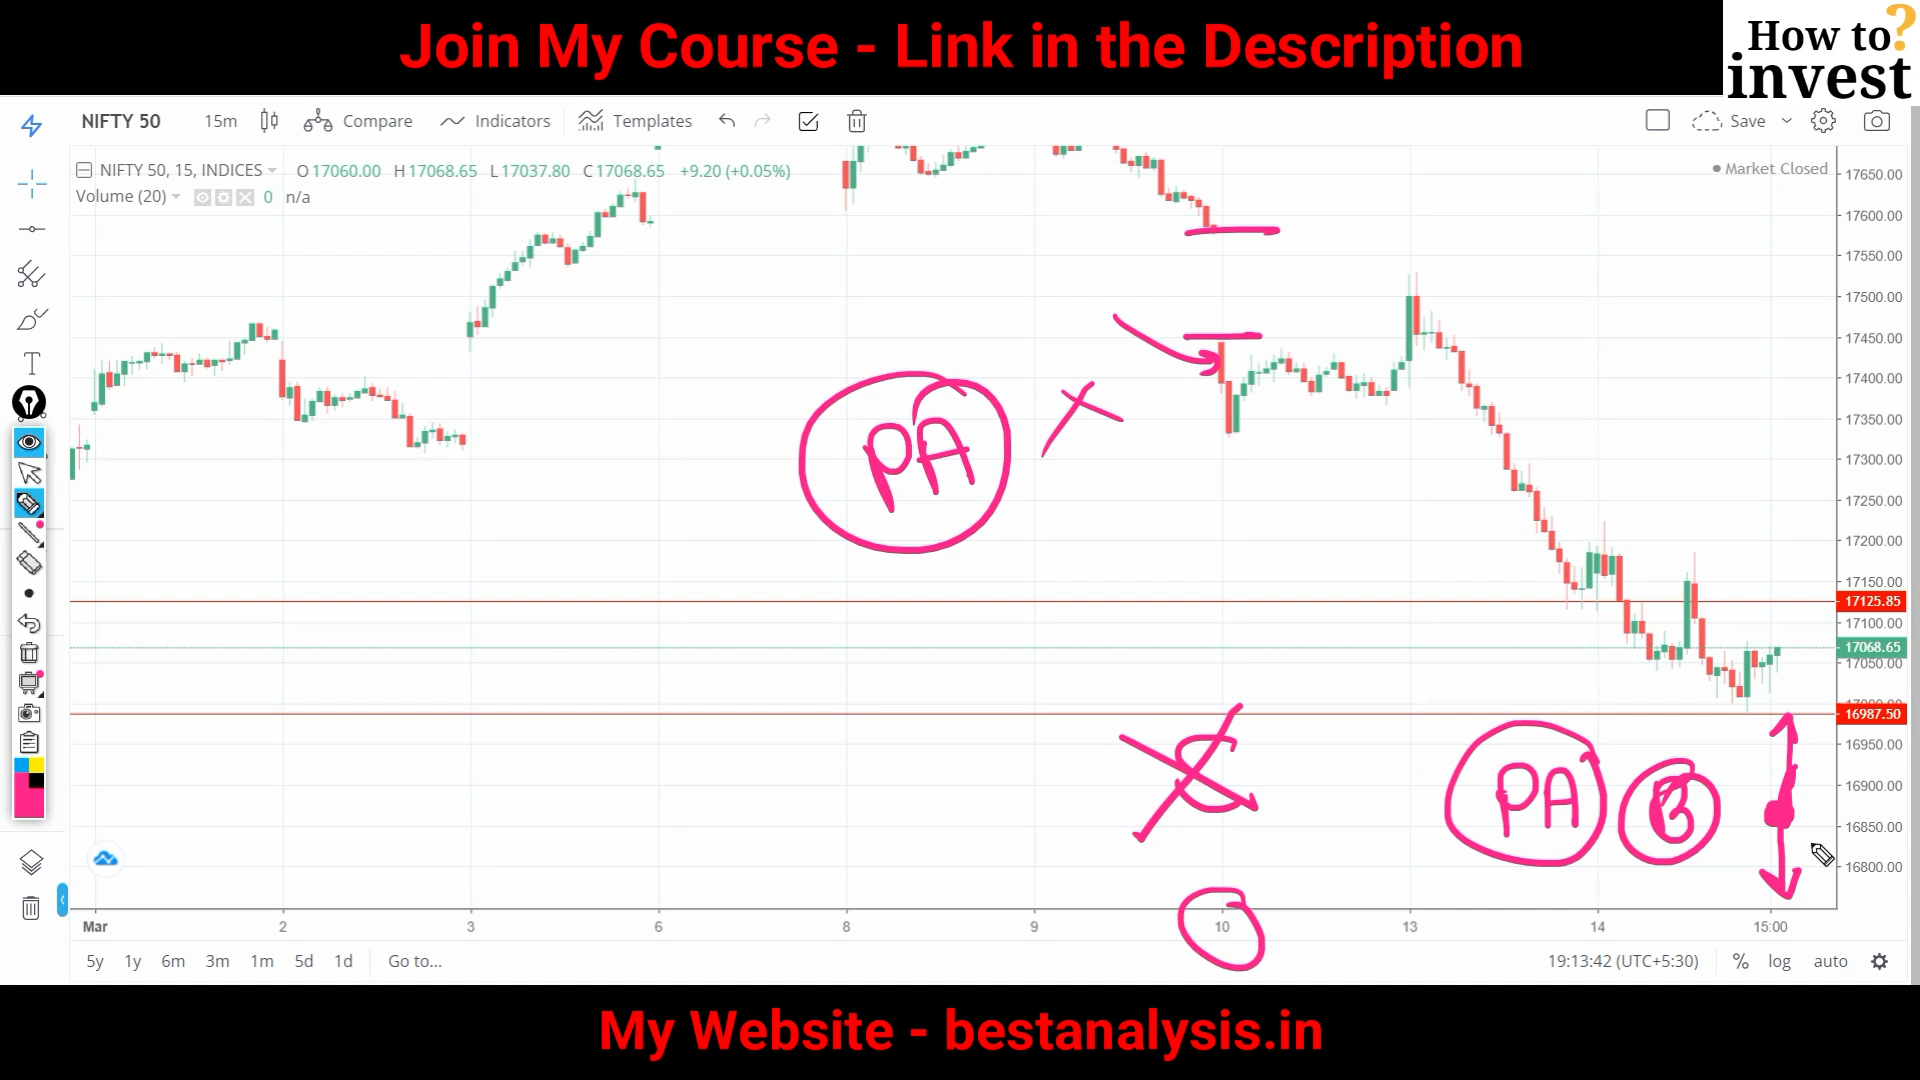 Join My Course - Link in the Description
How to?
invest
NIFTY 50 15m Compare Indicators Templates Save
NIFTY 50, 15, INDICES O17060.00 H17068.65 L17037.80 C17068.65 +9.20 (+0.05%)
Market Closed
Volume (20) 0 n/a
17650.00
17600.00
17550.00
17500.00
17450.00
17400.00
17350.00
17300.00
17250.00
17200.00
17150.00
17125.85
17100.00
17068.65
17050.00
16987.50
16950.00
16900.00
16850.00
16800.00
PA
PA B
T
Mar 2 3 6 8 9 10 13 14 15:00
5y 1y 6m 3m 1m 5d 1d Go to...
19:13:42 (UTC+5:30) % log auto
My Website - bestanalysis.in